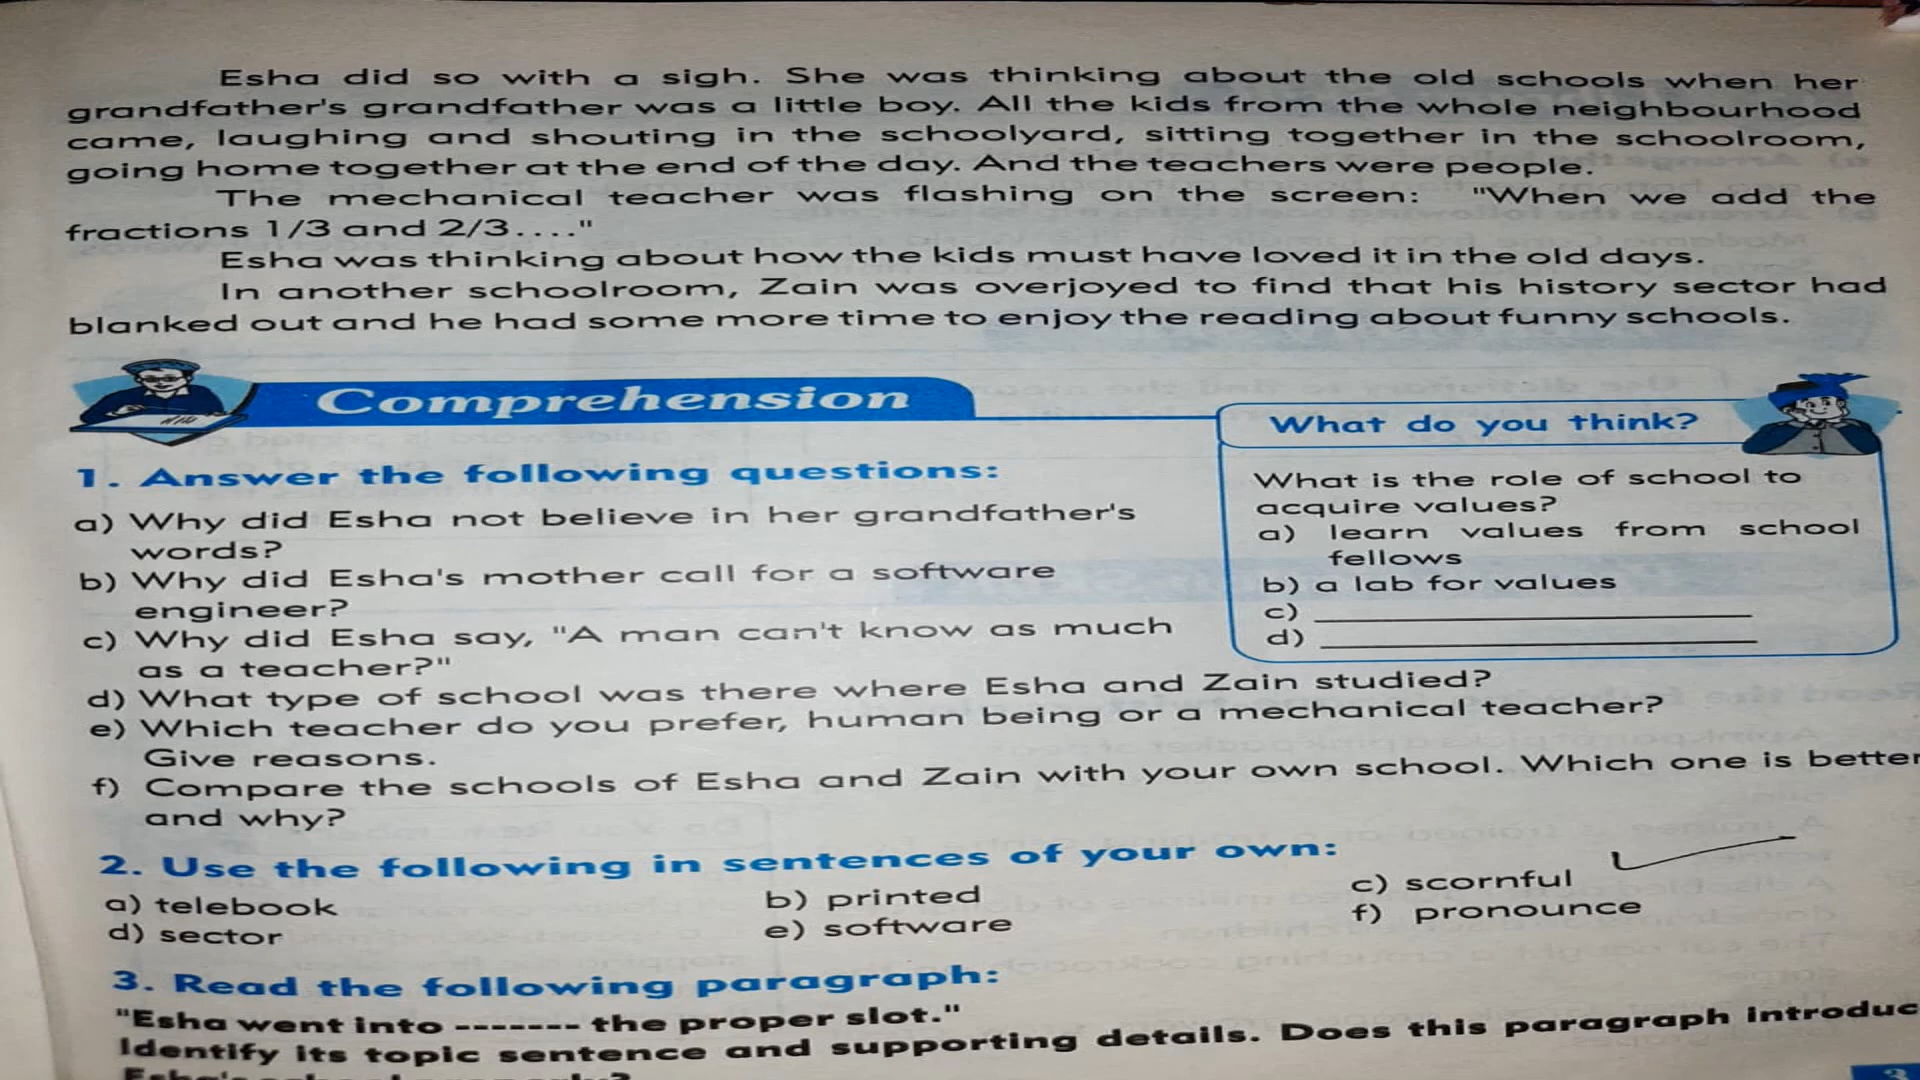 Esha did so with a sigh. She was thinking about the old schools when her
grandfather's grandfather was a little boy. All the kids from the whole neighbourhood
came, laughing and shouting in the schoolyard, sitting together in the schoolroom,
going home together at the end of the day. And the teachers were people.
The mechanical teacher was flashing on the screen: "When we add the
fractions 1/3 and 2/3...."
Esha was thinking about how the kids must have loved it in the old days.
In another schoolroom, Zain was overjoyed to find that his history sector had
blanked out and he had some more time to enjoy the reading about funny schools.
Comprehension
1. Answer the following questions:
a) Why did Esha not believe in her grandfather's
words?
b) Why did Esha's mother call for a software
engineer?
c) Why did Esha say, "A man can't know as much
as a teacher?"
What do you think?
What is the role of school to
acquire values?
a) learn values from school
fellows
b) a lab for values
c)
d)
d) What type of school was there where Esha and Zain studied?
e) Which teacher do you prefer, human being or a mechanical teacher?
Give reasons.
f) Compare the schools of Esha and Zain with your own school. Which one is better
and why?
2. Use the following in sentences of your own:
a) telebook b) printed c) scornful
d) sector e) software f) pronounce
3. Read the following paragraph:
"Esha went into ------- the proper slot."
Identify its topic sentence and supporting details. Does this paragraph introduc